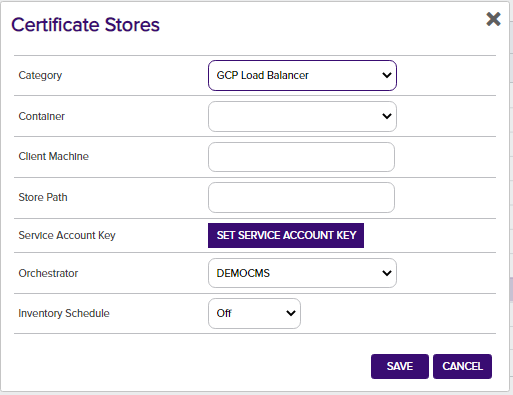 Certificate Stores
Category
GCP Load Balancer
Container
Client Machine
Store Path
Service Account Key
SET SERVICE ACCOUNT KEY
Orchestrator
DEMOCMS
Inventory Schedule
Off
SAVE
CANCEL